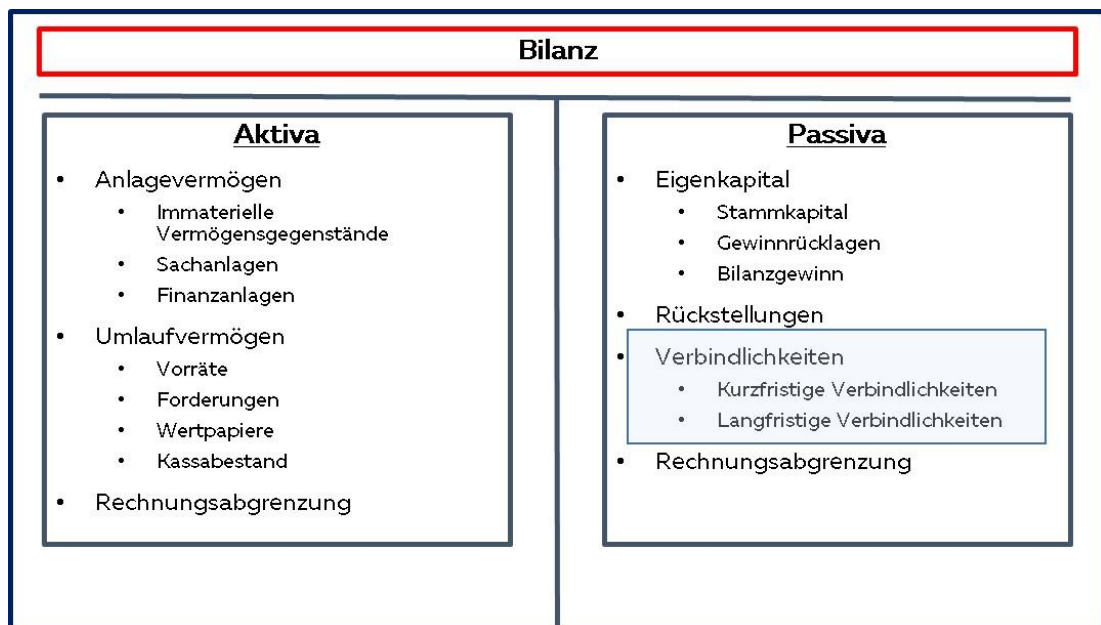 Bilanz
Aktiva
• Anlagevermögen
• Immaterielle
Vermögensgegenstände
• Sachanlagen
• Finanzanlagen
• Umlaufvermögen
• Vorräte
• Forderungen
• Wertpapiere
• Kassabestand
• Rechnungsabgrenzung
Passiva
• Eigenkapital
• Stammkapital
• Gewinnrücklagen
• Bilanzgewinn
• Rückstellungen
• Verbindlichkeiten
• Kurzfristige Verbindlichkeiten
• Langfristige Verbindlichkeiten
• Rechnungsabgrenzung